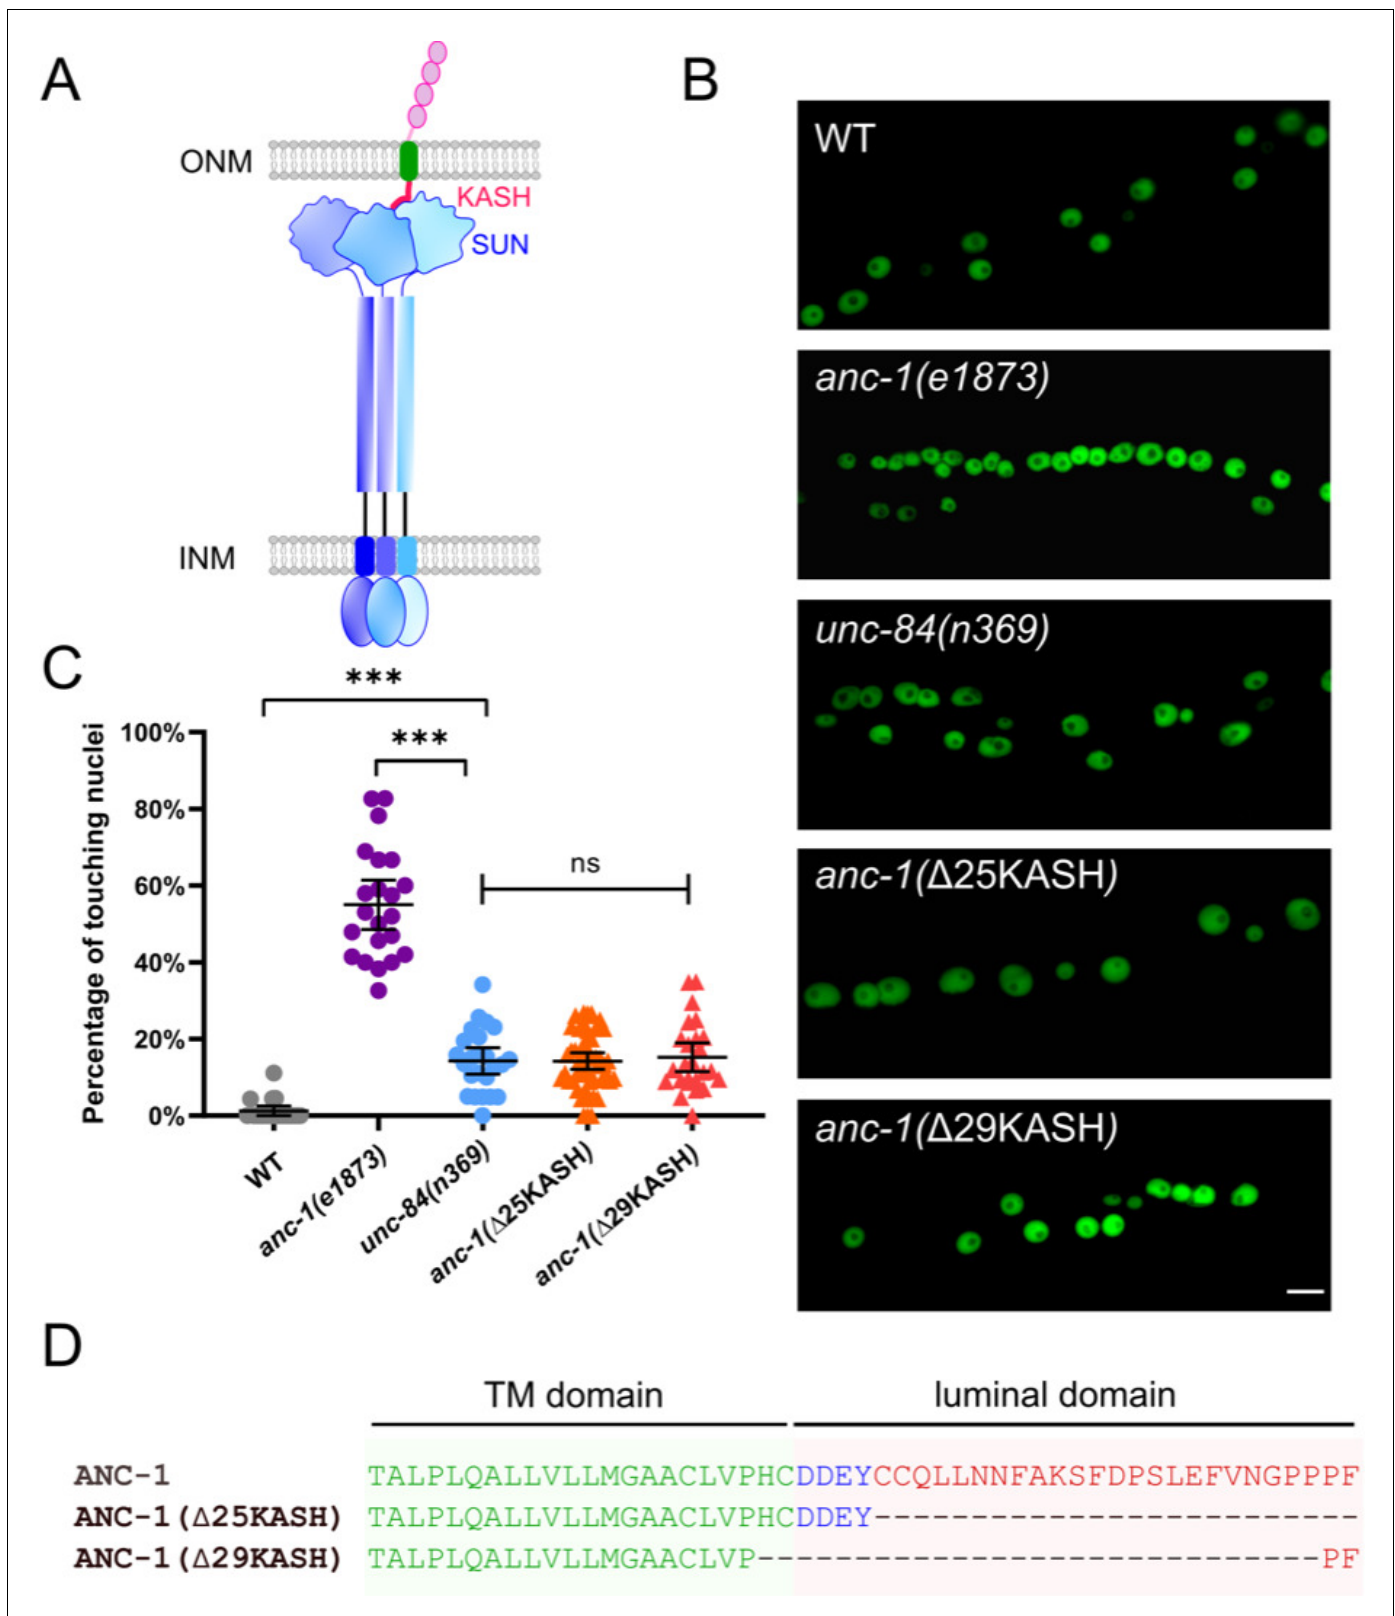 A
ONM
KASH
SUN
INM
B
WT
anc-1(e1873)
unc-84(n369)
anc-1(Δ25KASH)
anc-1(Δ29KASH)
C
***
***
ns
Percentage of touching nuclei
100%
80%
60%
40%
20%
0%
WT
anc-1(e1873)
unc-84(n369)
anc-1(Δ25KASH)
anc-1(Δ29KASH)
D
TM domain luminal domain
ANC-1 TALPLQALLVLLMGAACLVPHCDDEYCCQLLNNFAKSFDPSLEFVNGPPPF
ANC-1(Δ25KASH) TALPLQALLVLLMGAACLVPHCDDEY-------------------------
ANC-1(Δ29KASH) TALPLQALLVLLMGAACLVP-----------------------------PF